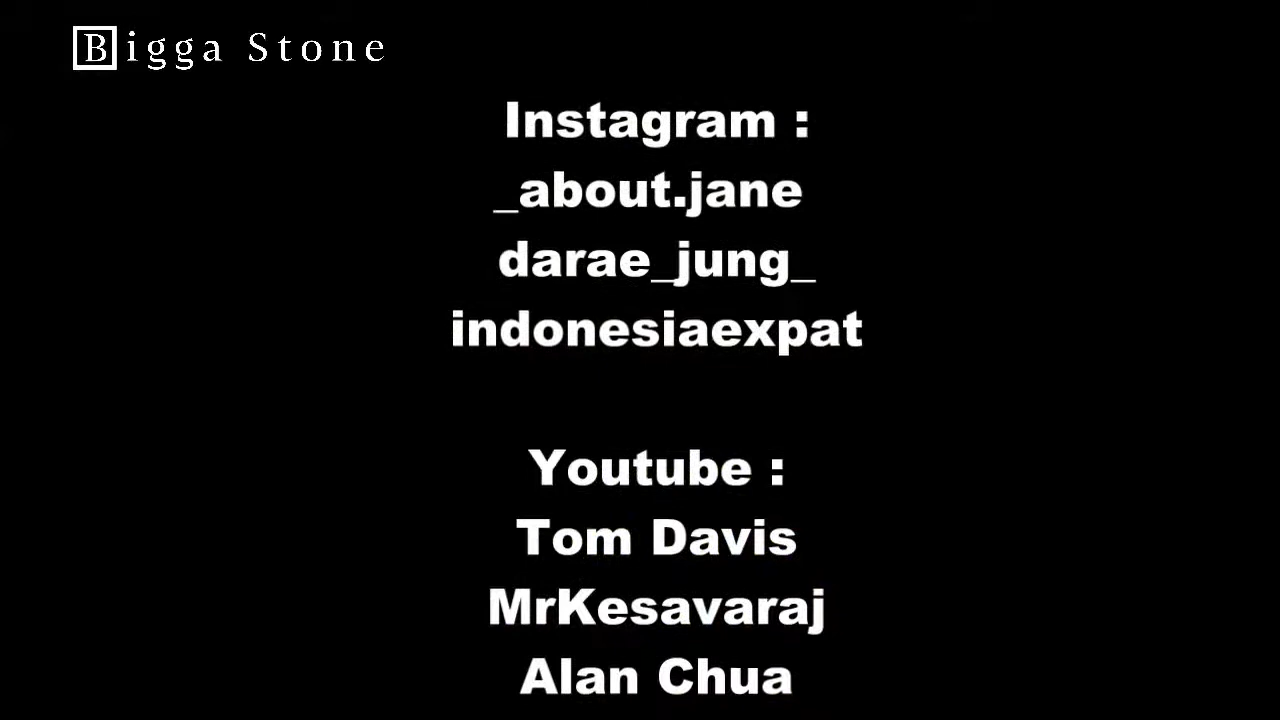 Bigga Stone
Instagram :
_about.jane
darae_jung_
indonesiaexpat
Youtube :
Tom Davis
MrKesavaraj
Alan Chua